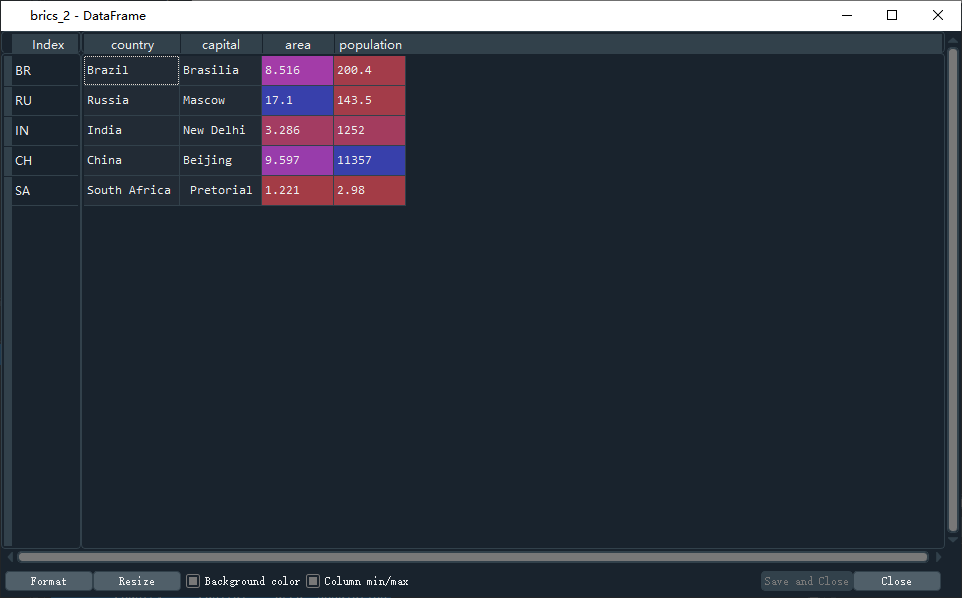 brics_2 - DataFrame
Index country capital area population
BR Brazil Brasilia 8.516 200.4
RU Russia Mascow 17.1 143.5
IN India New Delhi 3.286 1252
CH China Beijing 9.597 11357
SA South Africa Pretorial 1.221 2.98
Format Resize Background color Column min/max Save and Close Close